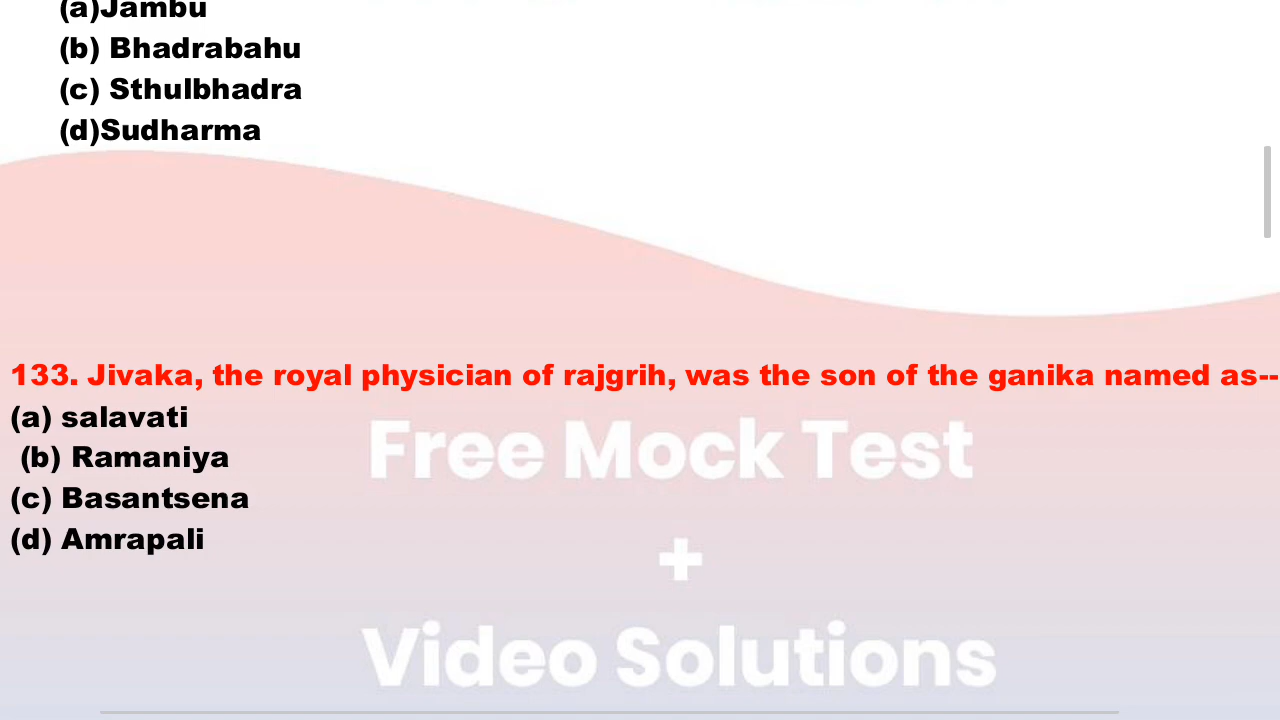 (a)Jambu
(b) Bhadrabahu
(c) Sthulbhadra
(d)Sudharma
133. Jivaka, the royal physician of rajgrih, was the son of the ganika named as--
(a) salavati
(b) Ramaniya
(c) Basantsena
(d) Amrapali
Free Mock Test
+
Video Solutions